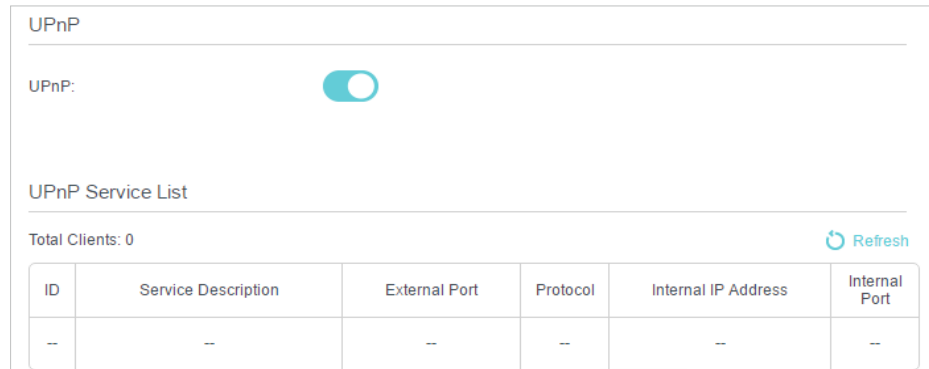 UPnP
UPnP:
UPnP Service List
Total Clients: 0
Refresh
ID Service Description External Port Protocol Internal IP Address Internal Port
-- -- -- -- -- --